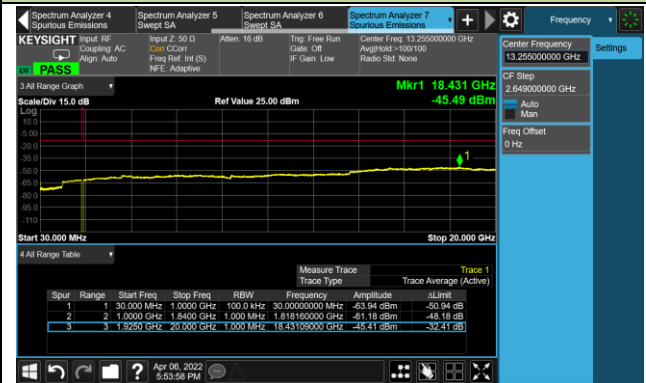 Spectrum Analyzer 4
Spurious Emissions
Spectrum Analyzer 5
Swept SA
Spectrum Analyzer 6
Swept SA
Spectrum Analyzer 7
Spurious Emissions
Frequency
KEYSIGHT
Input: RF
Coupling: AC
Align: Auto
Input Z: 50 Ω
Corr CCorr
Freq Ref: Int (S)
NFE: Adaptive
Atten: 16 dB
Trig: Free Run
Gate: Off
IF Gain: Low
Center Freq: 13.255000000 GHz
Avg|Hold:>100/100
Radio Std: None
PASS
Center Frequency
13.255000000 GHz
Settings
CF Step
2.649000000 GHz
Auto
Man
Freq Offset
0 Hz
3 All Range Graph
Mkr1 18.431 GHz
Scale/Div 15.0 dB
Ref Value 25.00 dBm
-45.49 dBm
Log
10.0
-5.00
-20.0
-35.0
-50.0
-65.0
-80.0
-95.0
-110
1
Start 30.000 MHz
Stop 20.000 GHz
4 All Range Table
Measure Trace Trace 1
Trace Type Trace Average (Active)
Spur Range Start Freq Stop Freq RBW Frequency Amplitude ΔLimit
1 1 30.000 MHz 1.0000 GHz 100.0 kHz 30.00000000 MHz -63.94 dBm -50.94 dB
2 2 1.0000 GHz 1.8400 GHz 1.000 MHz 1.818160000 GHz -61.18 dBm -48.18 dB
3 3 1.9250 GHz 20.000 GHz 1.000 MHz 18.43109000 GHz -45.41 dBm -32.41 dB
?
Apr 06, 2022
5:53:58 PM